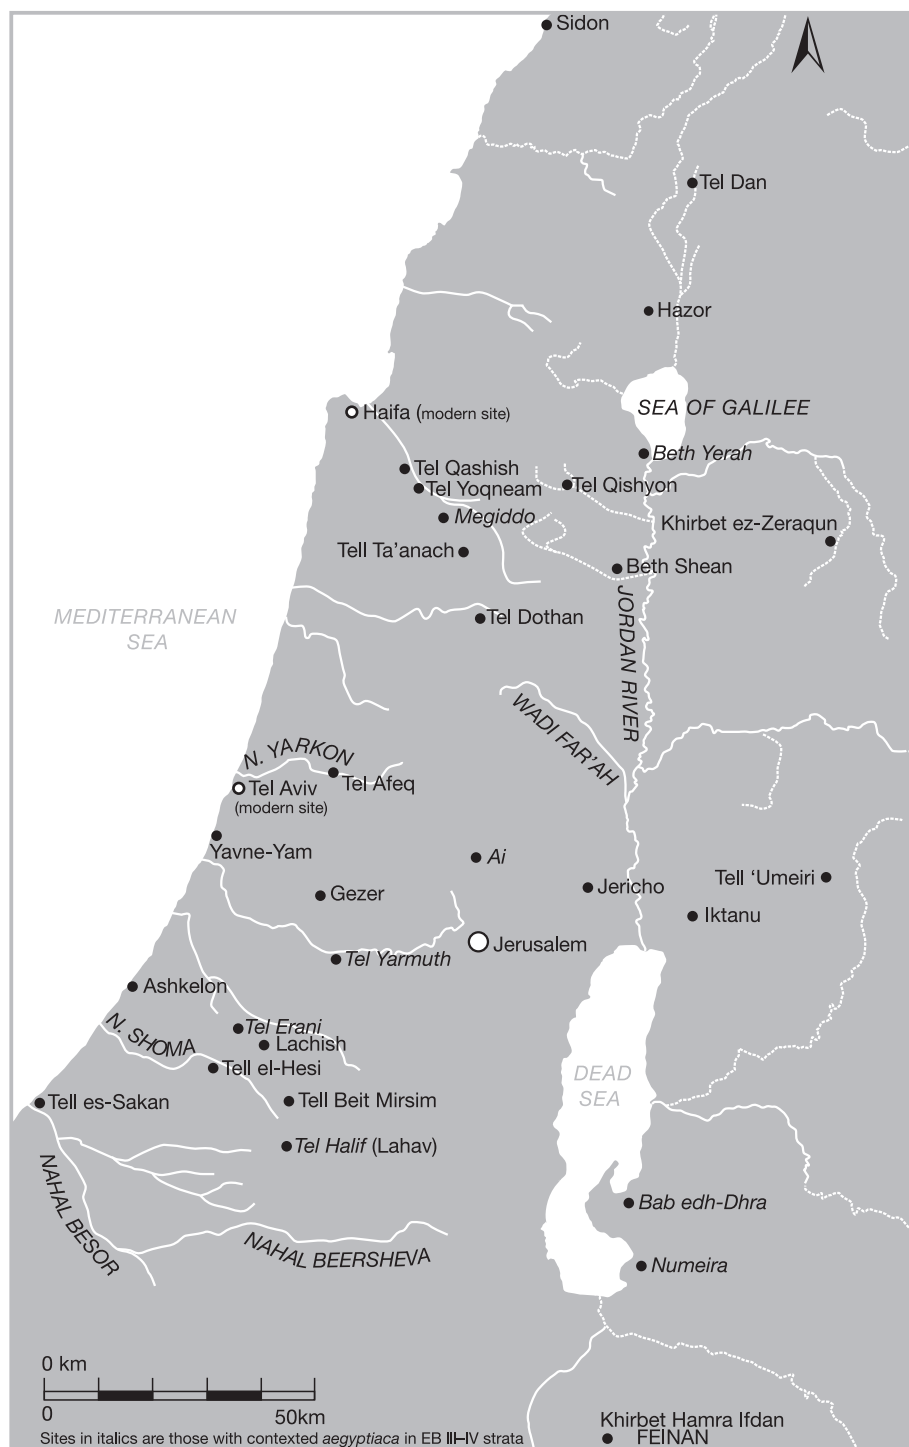 Sidon
Tel Dan
Hazor
Haifa (modern site)
SEA OF GALILEE
Beth Yerah
Tel Qashish
Tel Yoqneam
Tel Qishyon
Megiddo
Khirbet ez-Zeraqun
Tell Ta’anach
Beth Shean
MEDITERRANEAN
SEA
Tel Dothan
JORDAN RIVER
WADI FAR’AH
N. YARKON
Tel Afeq
Tel Aviv
(modern site)
Yavne-Yam
Ai
Gezer
Jericho
Tell ‘Umeiri
Iktanu
Jerusalem
Tel Yarmuth
Ashkelon
N. SHOMA
Tel Erani
Lachish
Tell el-Hesi
DEAD
SEA
Tell es-Sakan
Tell Beit Mirsim
Tel Halif (Lahav)
NAHAL BESOR
Bab edh-Dhra
NAHAL BEERSHEVA
Numeira
0 km
0
50km
Khirbet Hamra Ifdan
FEINAN
Sites in italics are those with contexted aegyptiaca in EB III–IV strata